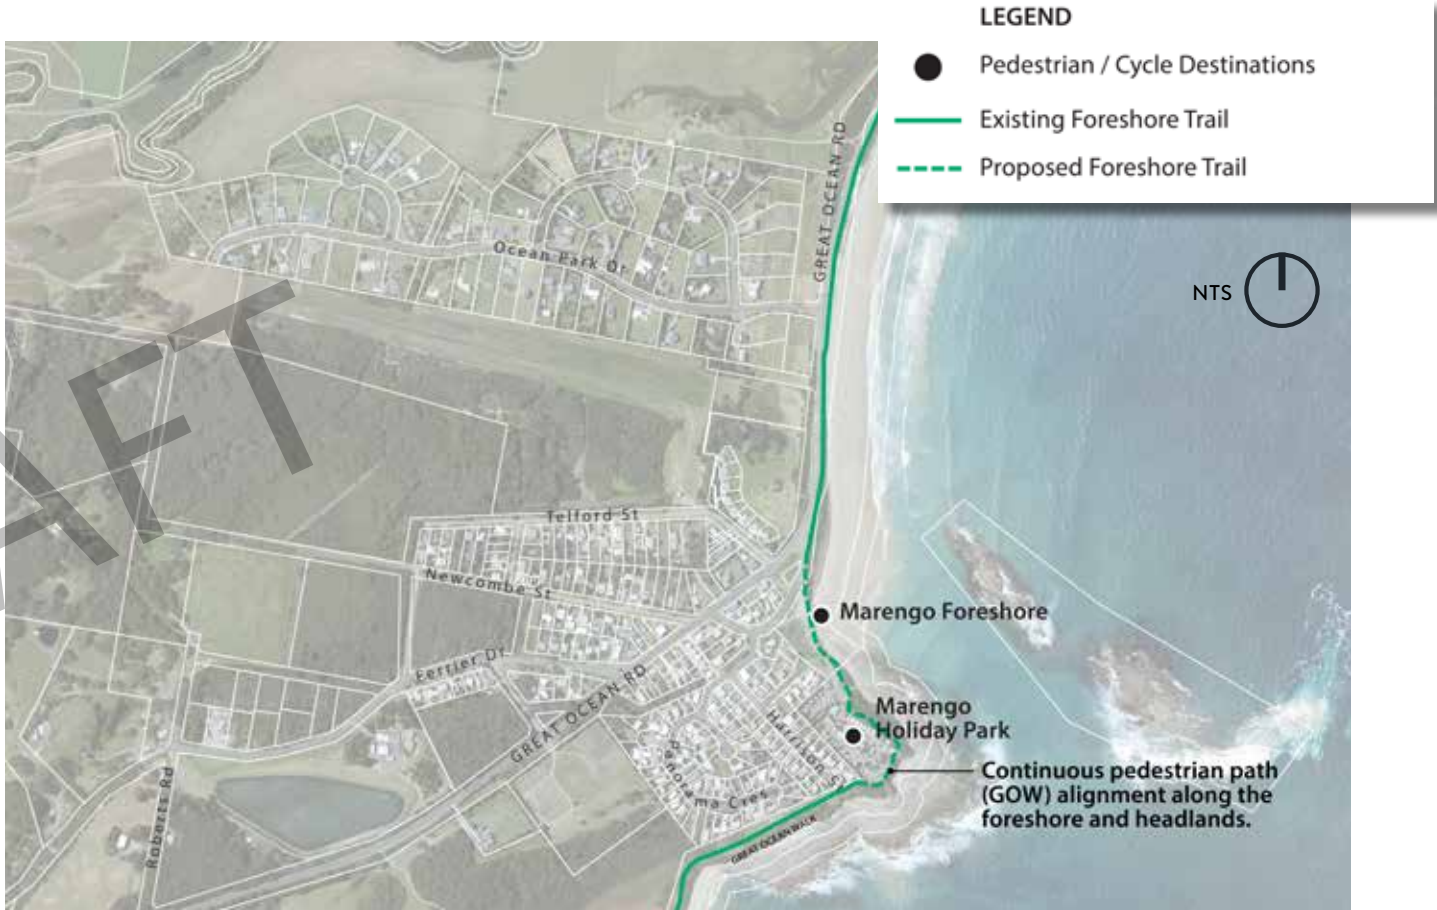 LEGEND
Pedestrian / Cycle Destinations
Existing Foreshore Trail
Proposed Foreshore Trail
NTS
GREAT OCEAN RD
Ocean Park Dr
AFT
Telford St
Newcombe St
Marengo Foreshore
Ferrier Dr
GREAT OCEAN RD
Marengo
Holiday Park
Harrison St
Panorama Cres
Continuous pedestrian path
(GOW) alignment along the
foreshore and headlands.
Roberts Rd
GREAT OCEAN WALK